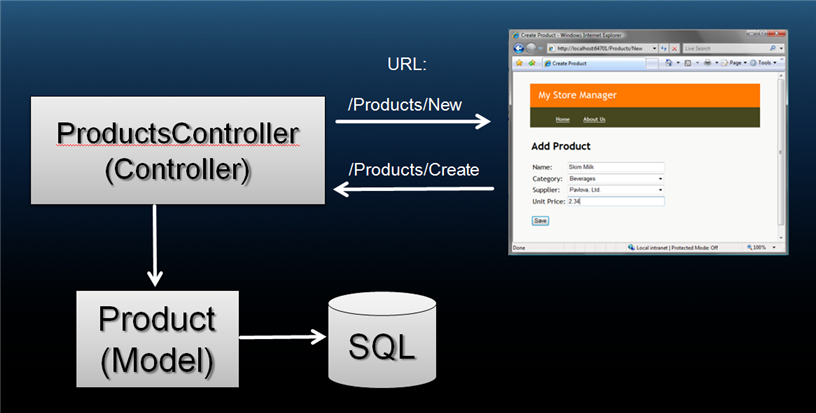 URL:
/Products/New
ProductsController
(Controller)
/Products/Create
Product
(Model)
SQL
Create Product - Windows Internet Explorer
http://localhost:64701/Products/New
Live Search
Create Product
Page
Tools
My Store Manager
Home
About Us
Add Product
Name: Skim Milk
Category: Beverages
Supplier: Pavlova, Ltd.
Unit Price: 2.34
Save
Done
Local intranet | Protected Mode: Off
100%